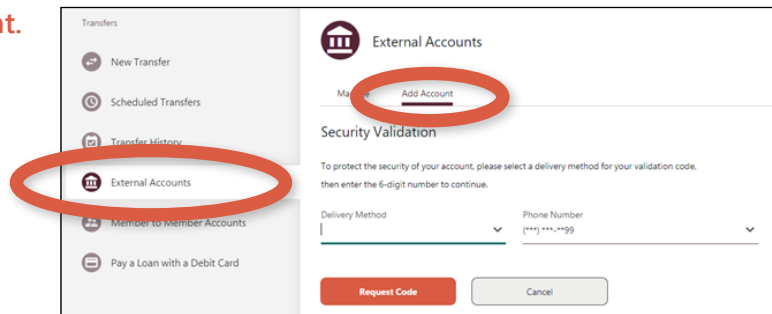 nt.
Transfers
New Transfer
Scheduled Transfers
Transfer History
External Accounts
Member to Member Accounts
Pay a Loan with a Debit Card
External Accounts
Add Account
Security Validation
To protect the security of your account, please select a delivery method for your validation code,
then enter the 6-digit number to continue.
Delivery Method
Phone Number
(***) ***-**99
Request Code
Cancel